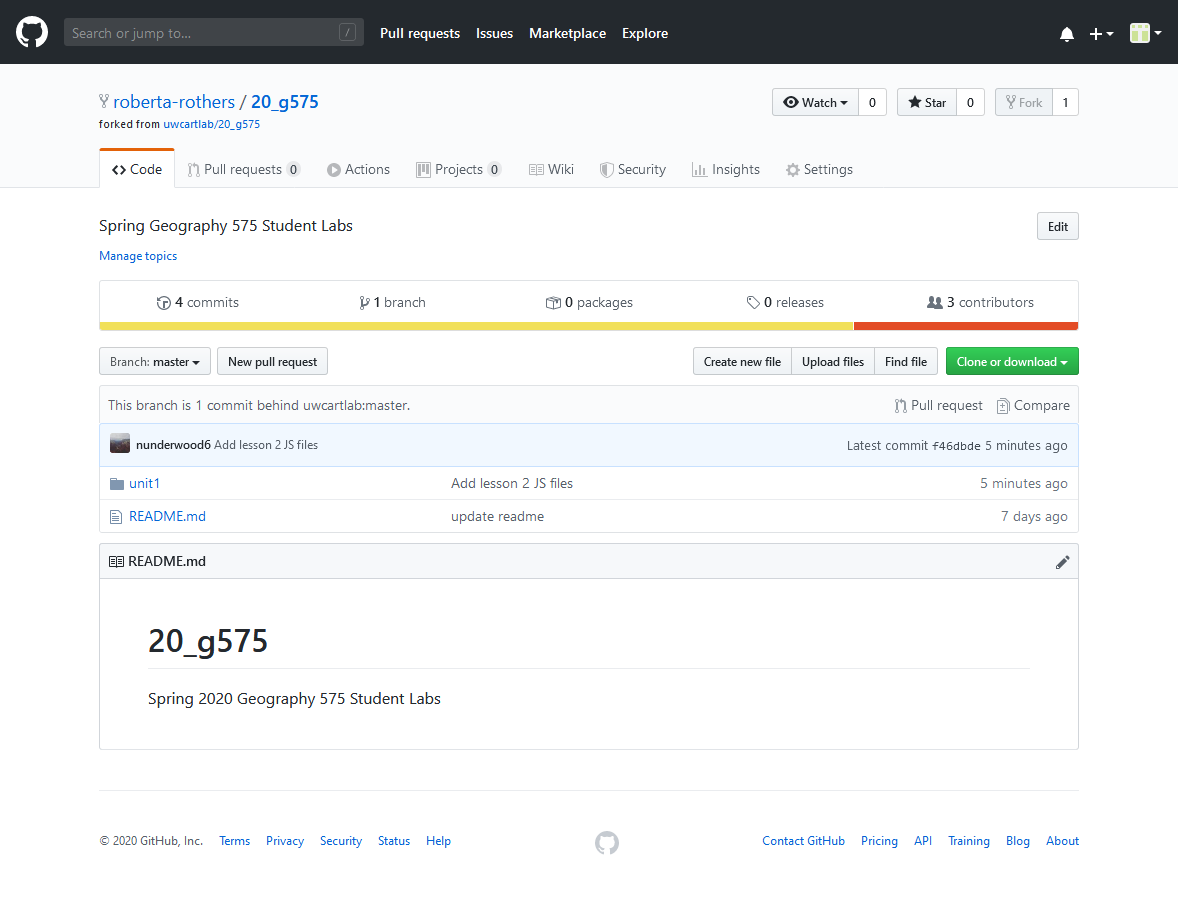 Search or jump to... /
Pull requests Issues Marketplace Explore
roberta-rothers / 20_g575
Watch 0 Star 0 Fork 1
forked from uwcartlab/20_g575
Code Pull requests 0 Actions Projects 0 Wiki Security Insights Settings
Spring Geography 575 Student Labs
Edit
Manage topics
4 commits 1 branch 0 packages 0 releases 3 contributors
Branch: master New pull request Create new file Upload files Find file Clone or download
This branch is 1 commit behind uwcartlab:master. Pull request Compare
nunderwood6 Add lesson 2 JS files Latest commit f46dbde 5 minutes ago
unit1 Add lesson 2 JS files 5 minutes ago
README.md update readme 7 days ago
README.md
20_g575
Spring 2020 Geography 575 Student Labs
© 2020 GitHub, Inc. Terms Privacy Security Status Help Contact GitHub Pricing API Training Blog About